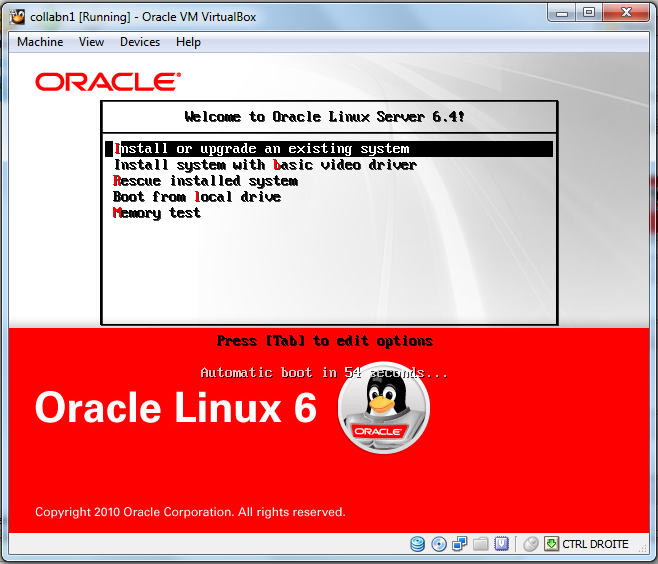 collabn1 [Running] - Oracle VM VirtualBox
Machine View Devices Help
ORACLE®
Welcome to Oracle Linux Server 6.4!
Install or upgrade an existing system
Install system with basic video driver
Rescue installed system
Boot from local drive
Memory test
Press [Tab] to edit options
Automatic boot in 54 seconds...
Oracle Linux 6
ORACLE
Copyright 2010 Oracle Corporation. All rights reserved.
CTRL DROITE